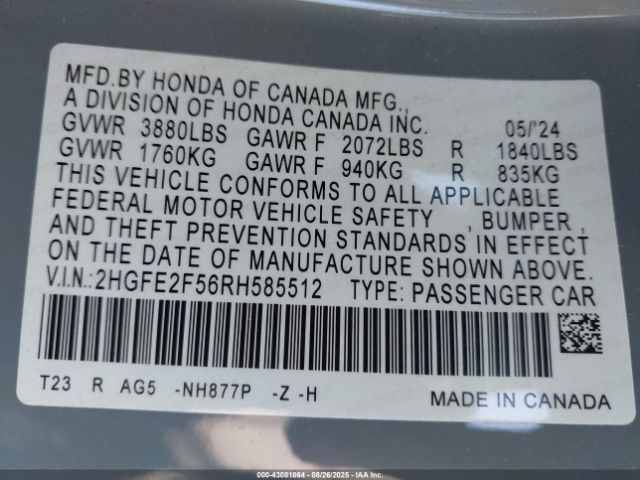 MFD.BY HONDA OF CANADA MFG.,
A DIVISION OF HONDA CANADA INC. 05/'24
GVWR 3880LBS GAWR F 2072LBS R 1840LBS
GVWR 1760KG GAWR F 940KG R 835KG
THIS VEHICLE CONFORMS TO ALL APPLICABLE
FEDERAL MOTOR VEHICLE SAFETY , BUMPER ,
AND THEFT PREVENTION STANDARDS IN EFFECT
ON THE DATE OF MANUFACTURE SHOWN ABOVE.
V.I.N.:2HGFE2F56RH585512 TYPE: PASSENGER CAR
T23 R AG5 -NH877P -Z -H MADE IN CANADA
000-43081864 | 08/26/2025 | IAA Inc.